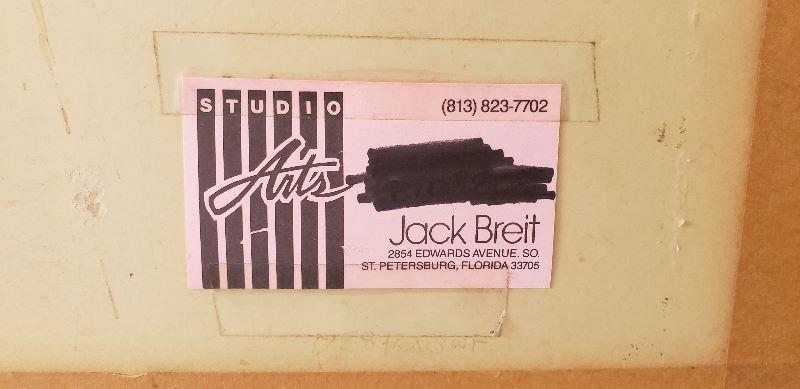 STUDIO
Arts
(813) 823-7702
Jack Breit
2854 EDWARDS AVENUE. SO.
ST. PETERSBURG, FLORIDA 33705